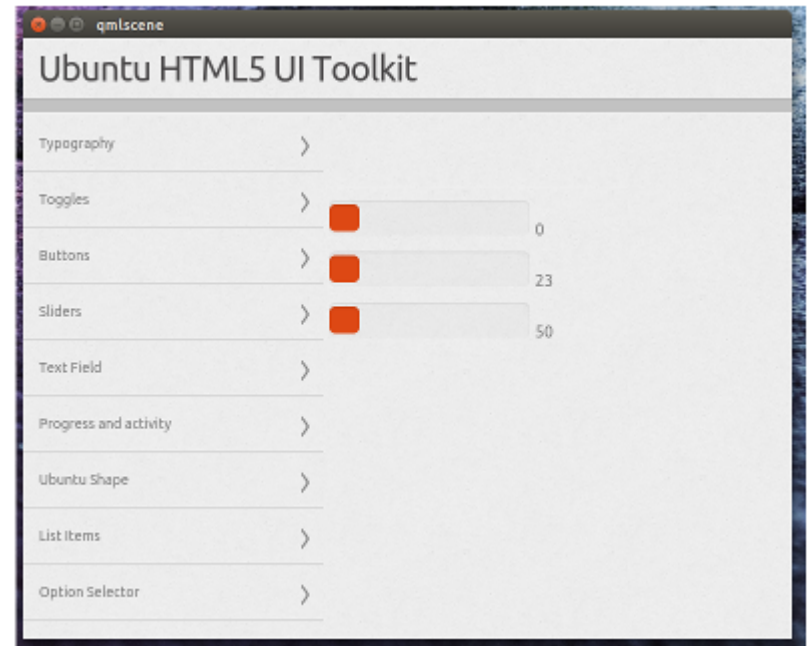 qmlscene
Ubuntu HTML5 UI Toolkit
Typography
Toggles
Buttons
Sliders
Text Field
Progress and activity
Ubuntu Shape
List Items
Option Selector
0
23
50